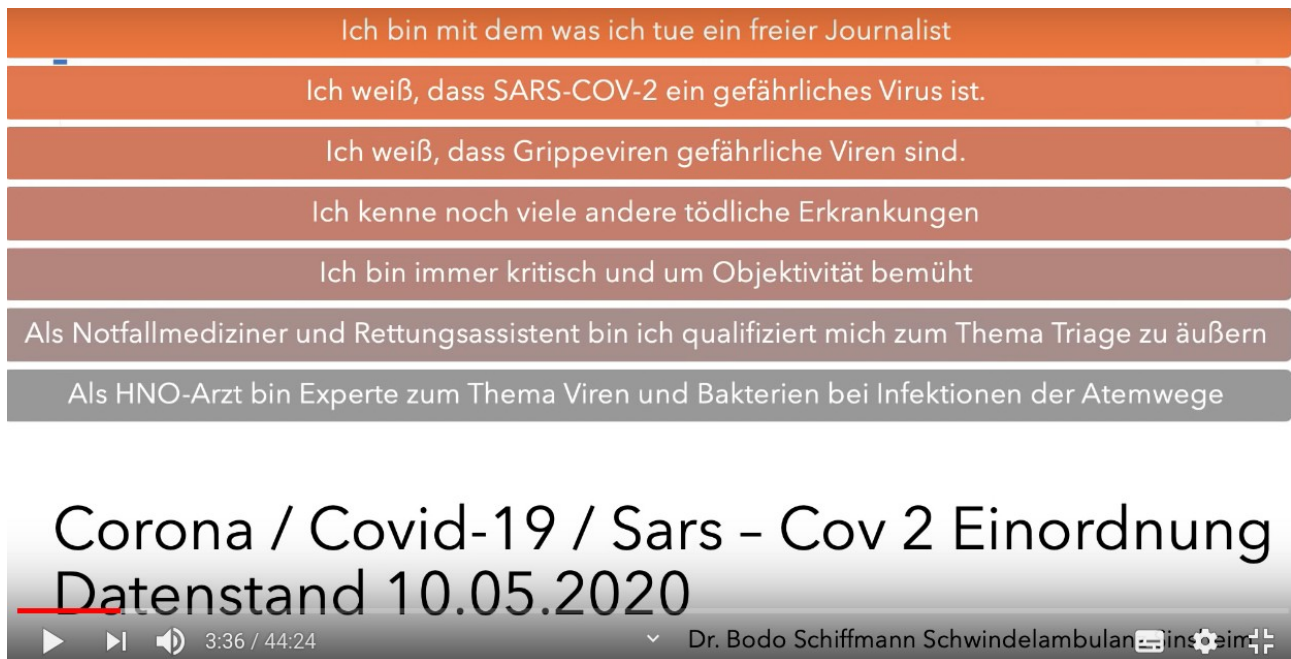 Ich bin mit dem was ich tue ein freier Journalist
Ich weiß, dass SARS-COV-2 ein gefährliches Virus ist.
Ich weiß, dass Grippeviren gefährliche Viren sind.
Ich kenne noch viele andere tödliche Erkrankungen
Ich bin immer kritisch und um Objektivität bemüht
Als Notfallmediziner und Rettungsassistent bin ich qualifiziert mich zum Thema Triage zu äußern
Als HNO-Arzt bin Experte zum Thema Viren und Bakterien bei Infektionen der Atemwege
Corona / Covid-19 / Sars – Cov 2 Einordnung
Datenstand 10.05.2020
3:36 / 44:24
Dr. Bodo Schiffmann